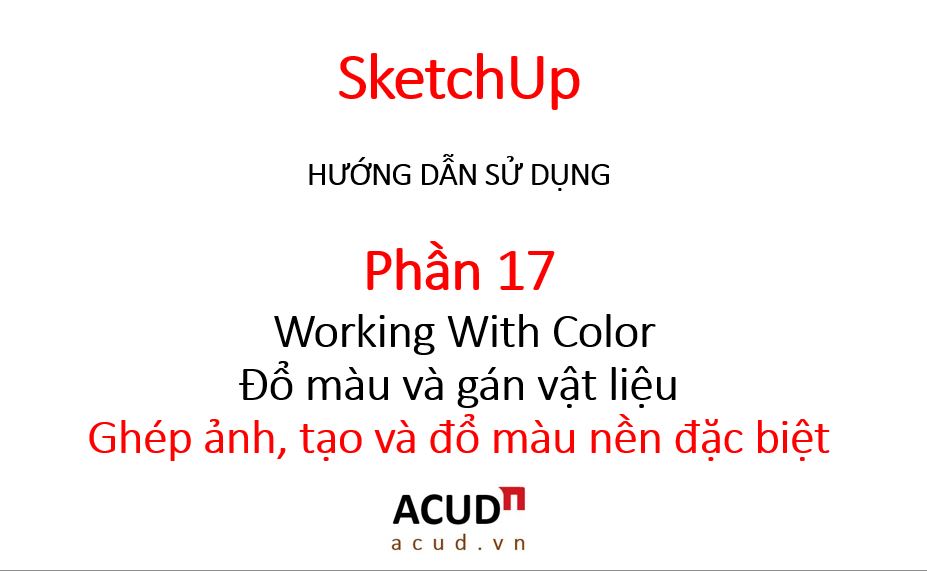 SketchUp
HƯỚNG DẪN SỬ DỤNG
Phần 17
Working With Color
Đổ màu và gán vật liệu
Ghép ảnh, tạo và đổ màu nền đặc biệt
ACUD
acud.vn